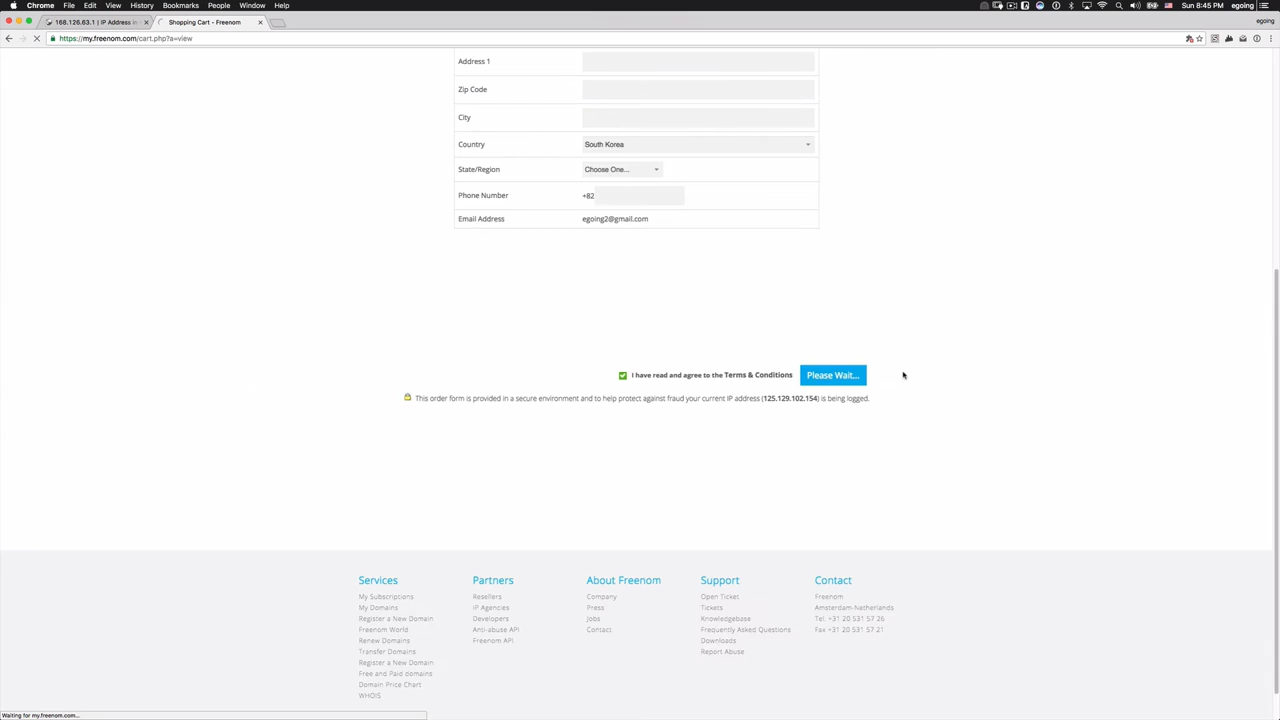 Chrome File Edit View History Bookmarks People Window Help Sun 8:45 PM egoing
168.126.63.1 | IP Address in Shopping Cart - Freenom egoing
https://my.freenom.com/cart.php?a=view
Address 1
Zip Code
City
Country South Korea
State/Region Choose One...
Phone Number +82
Email Address egoing2@gmail.com
I have read and agree to the Terms & Conditions Please Wait...
This order form is provided in a secure environment and to help protect against fraud your current IP address (125.129.102.154) is being logged.
Services Partners About Freenom Support Contact
My Subscriptions Resellers Company Open Ticket Freenom
My Domains IP Agencies Press Tickets Amsterdam-Netherlands
Register a New Domain Developers Jobs Knowledgebase Tel. +31 20 531 57 26
Freenom World Anti-abuse API Contact Frequently Asked Questions Fax +31 20 531 57 21
Renew Domains Freenom API Downloads
Transfer Domains Report Abuse
Register a New Domain
Free and Paid domains
Domain Price Chart
WHOIS
Waiting for my.freenom.com...